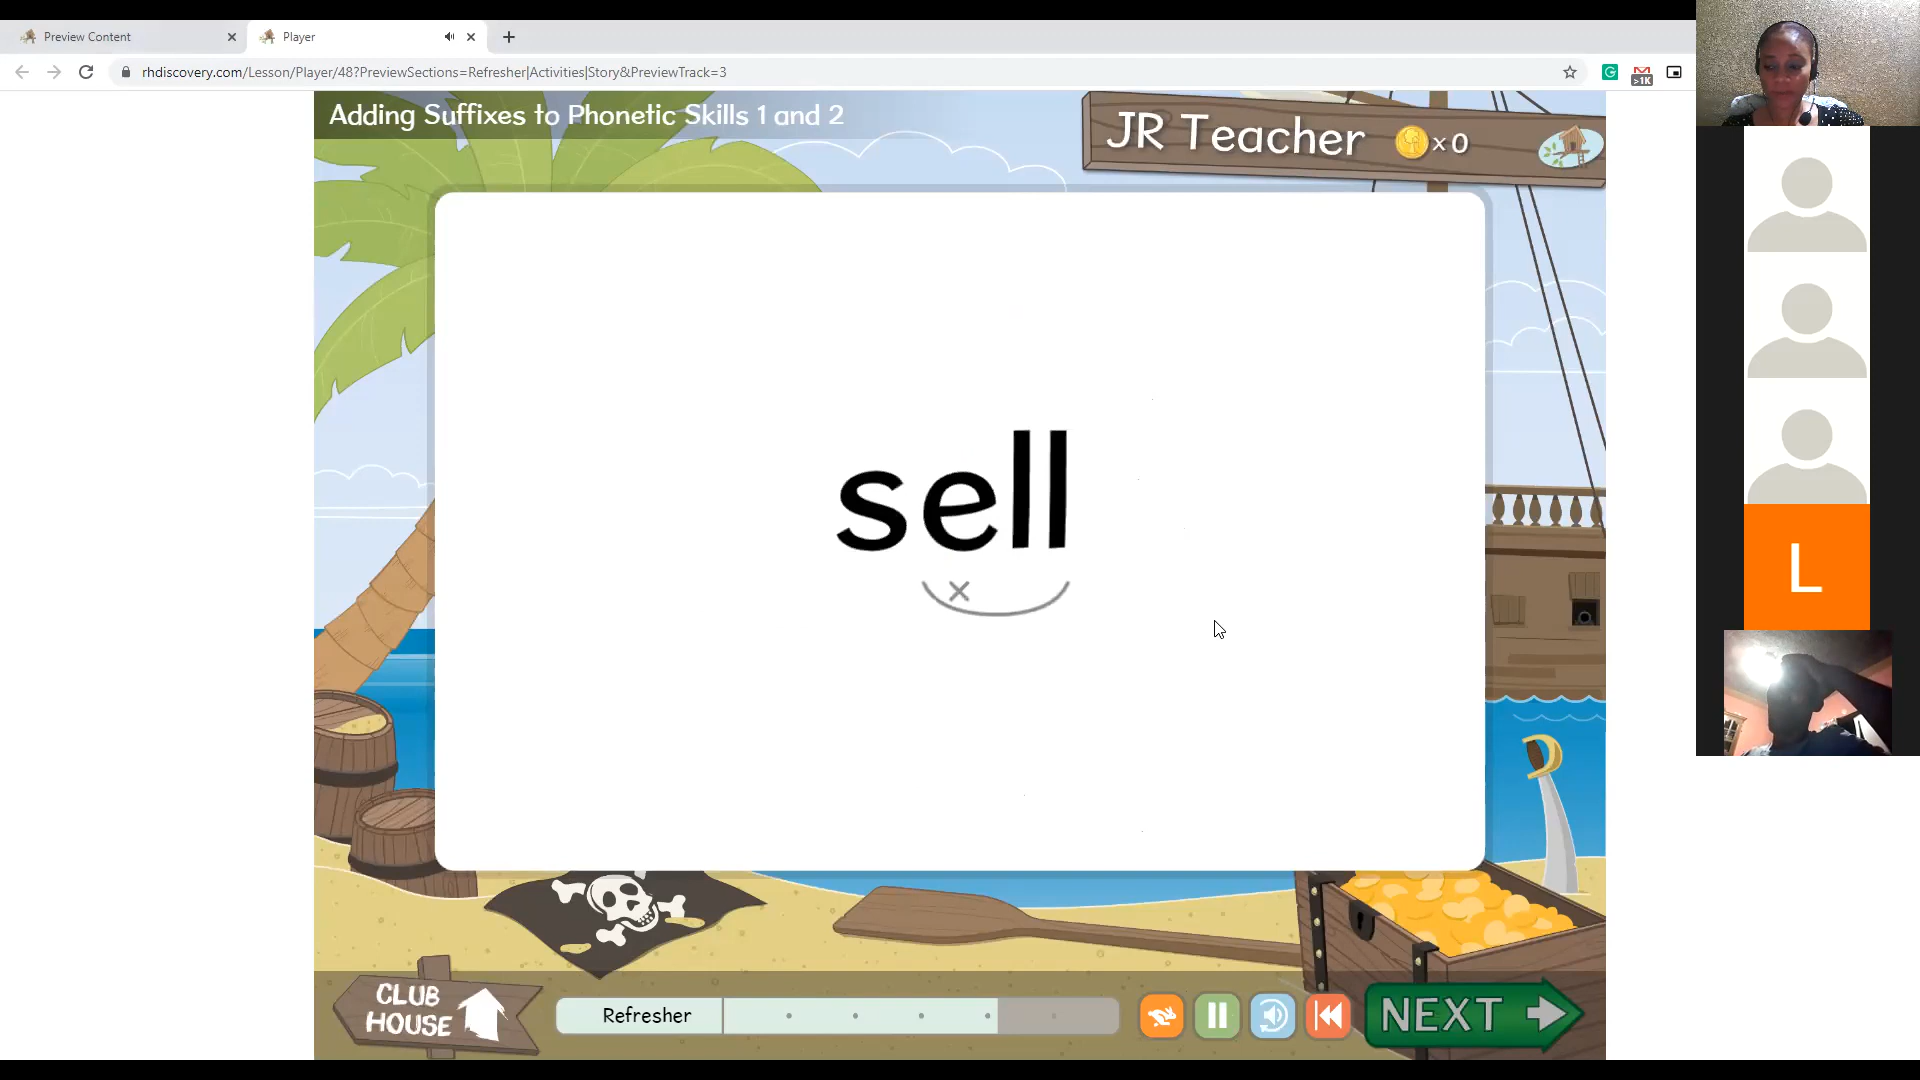 Preview Content
Player
rhdiscovery.com/Lesson/Player/48?PreviewSections=Refresher|Activities|Story&PreviewTrack=3
>1K
Adding Suffixes to Phonetic Skills 1 and 2
JR Teacher x0
sell
x
L
CLUB
HOUSE
Refresher
NEXT